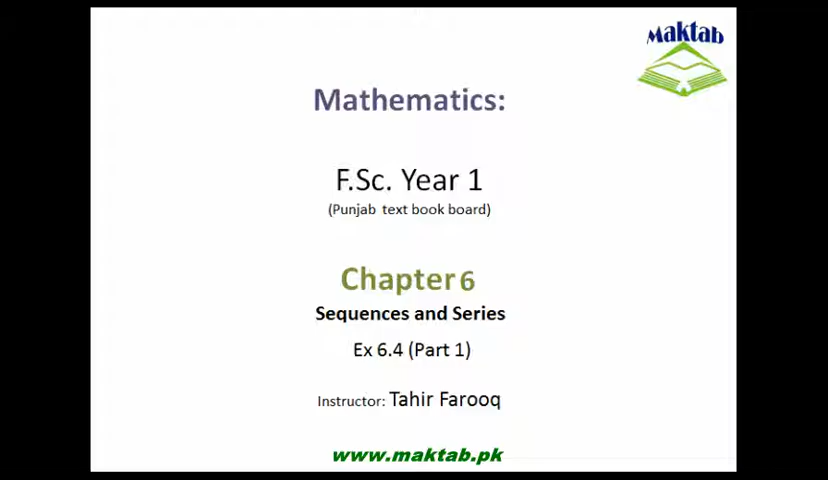 Maktab
Mathematics:
F.Sc. Year 1
(Punjab text book board)
Chapter 6
Sequences and Series
Ex 6.4 (Part 1)
Instructor: Tahir Farooq
www.maktab.pk